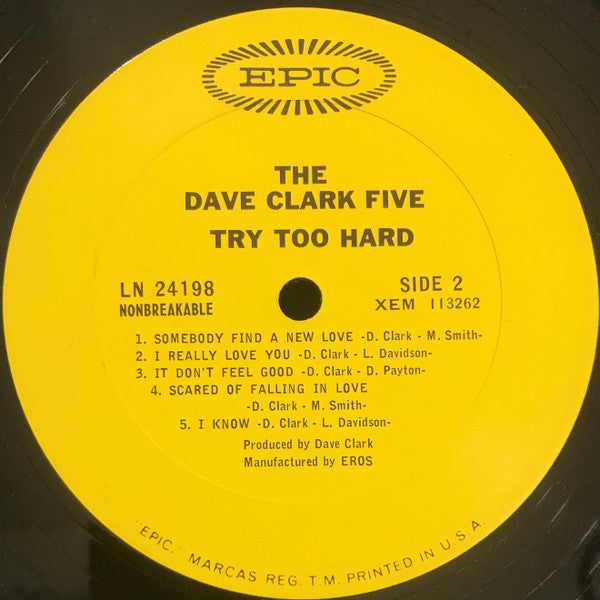 EPIC
THE
DAVE CLARK FIVE
TRY TOO HARD
LN 24198
NONBREAKABLE
SIDE 2
XEM 113262
1. SOMEBODY FIND A NEW LOVE -D. Clark - M. Smith-
2. I REALLY LOVE YOU -D. Clark - L. Davidson-
3. IT DON'T FEEL GOOD -D. Clark - D. Payton-
4. SCARED OF FALLING IN LOVE
-D. Clark - M. Smith-
5. I KNOW -D. Clark - L. Davidson-
Produced by Dave Clark
Manufactured by EROS
"EPIC," MARCAS REG. T.M. PRINTED IN U.S.A.